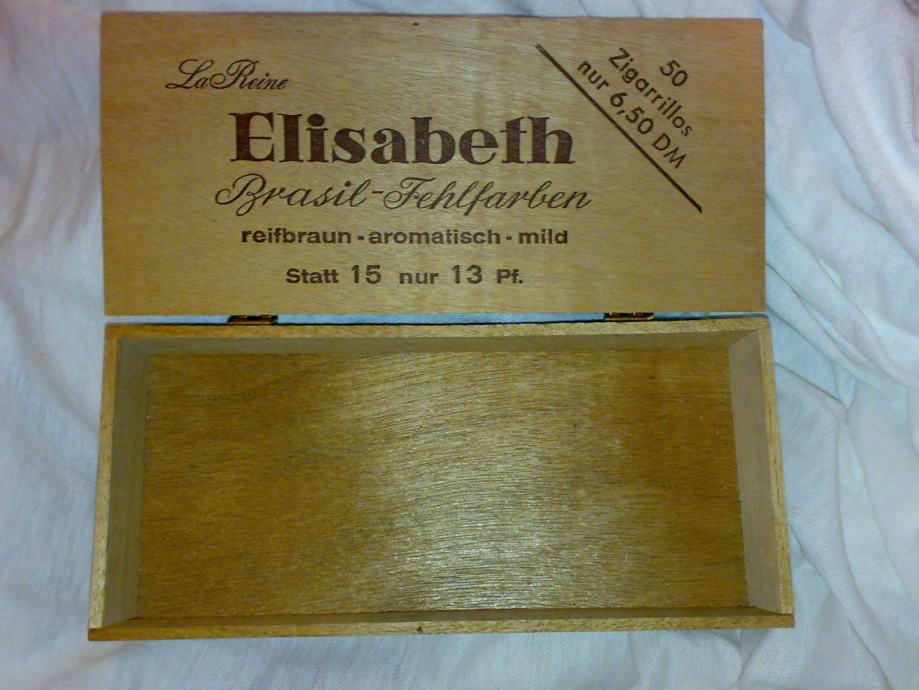 La Reine
Elisabeth
Brasil-Fehlfarben
reifbraun - aromatisch - mild
Statt 15 nur 13 Pf.
50
Zigarrillos
nur 6,50 DM